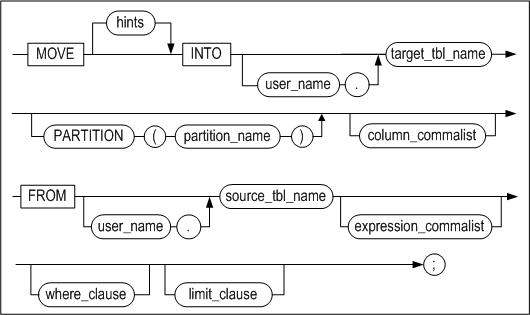 hints
MOVE INTO target_tbl_name
user_name .
PARTITION ( partition_name ) column_commalist
FROM source_tbl_name
user_name . expression_commalist
where_clause limit_clause ;